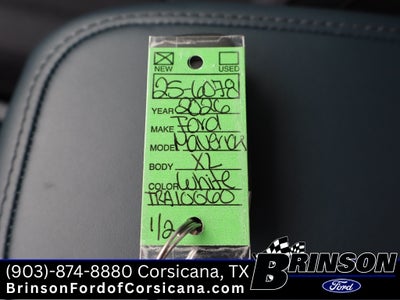 NEW USED
25-6078
YEAR 2026
MAKE Ford
MODEL Maverick
BODY XL
COLOR White
TRA10060
1/2
(903)-874-8880 Corsicana, TX
BrinsonFordofCorsicana.com
BRINSON
Ford